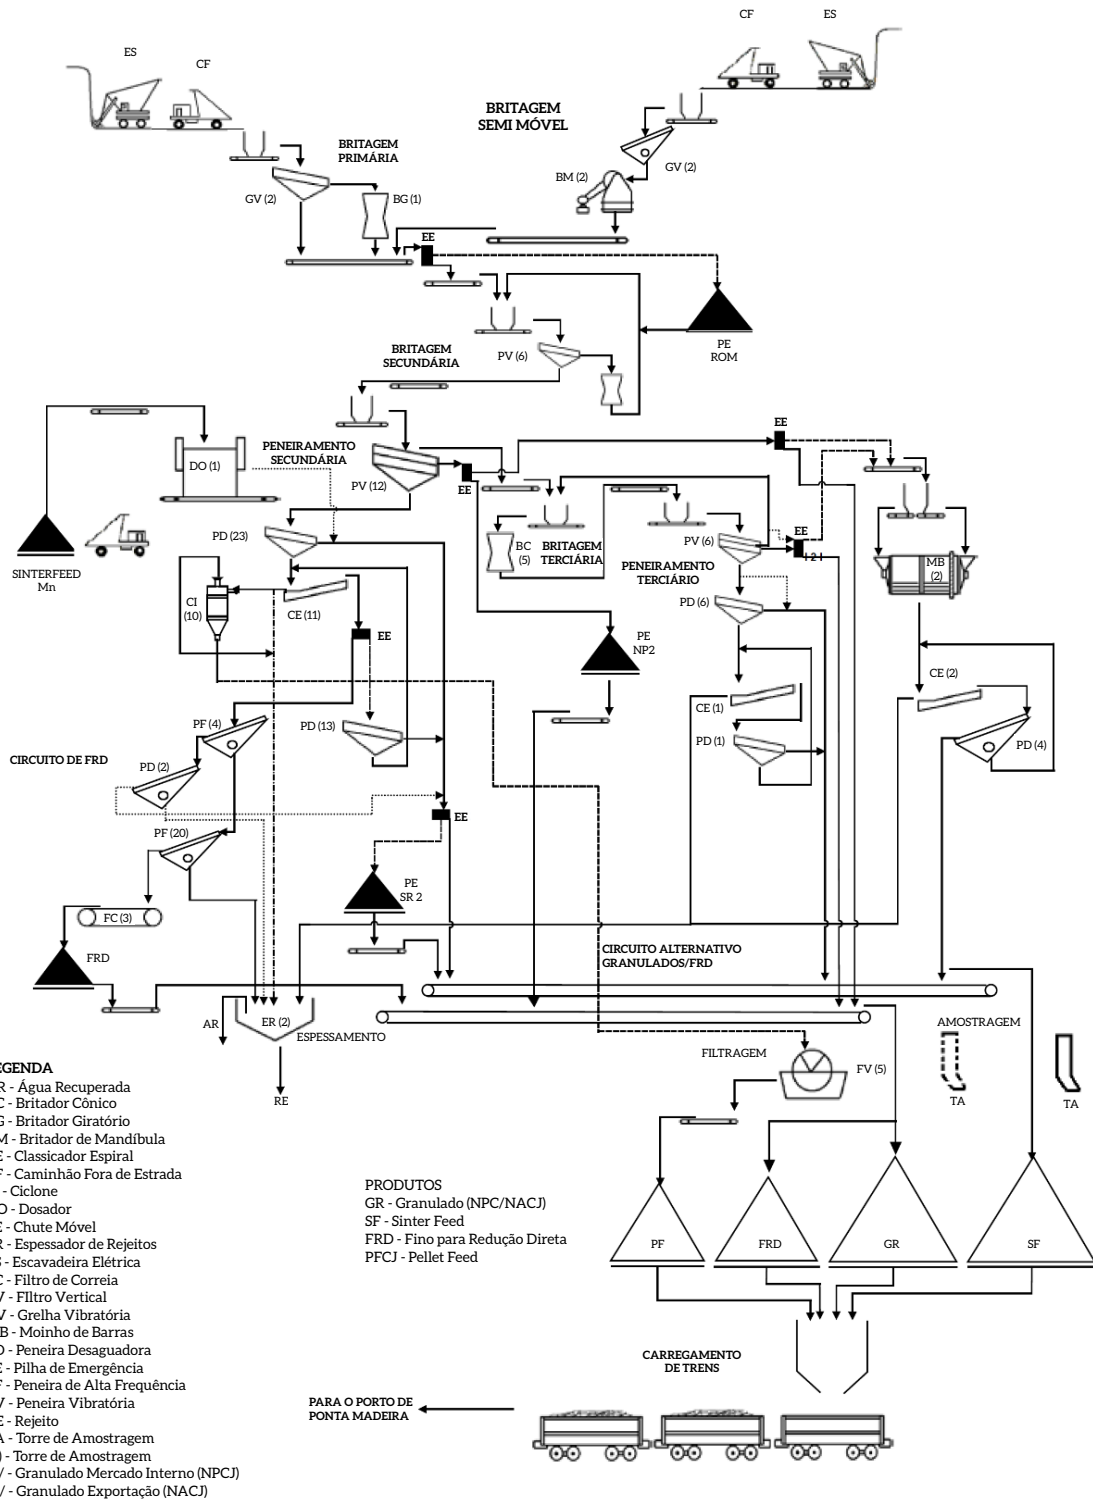 CF
ES
ES
CF
BRITAGEM
SEMI MÓVEL
BRITAGEM
PRIMÁRIA
GV (2)
BM (2)
GV (2)
BG (1)
EE
PE
ROM
BRITAGEM
SECUNDÁRIA
PV (6)
EE
PENEIRAMENTO
SECUNDÁRIA
DO (1)
PV (12)
EE
PD (23)
BC
(5)
BRITAGEM
TERCIÁRIA
PV (6)
EE
1 2 1
MB
(2)
SINTERFEED
Mn
PENEIRAMENTO
TERCIÁRIO
CI
(10)
CE (11)
PD (6)
EE
PE
NP2
CE (2)
CE (1)
PF (4)
PD (13)
PD (1)
PD (4)
CIRCUITO DE FRD
PD (2)
EE
PF (20)
PE
SR 2
FC (3)
FRD
CIRCUITO ALTERNATIVO
GRANULADOS/FRD
AR
ER (2)
ESPESSAMENTO
AMOSTRAGEM
FILTRAGEM
FV (5)
RE
TA
TA
EGENDA
R - Água Recuperada
C - Britador Cônico
G - Britador Giratório
M - Britador de Mandíbula
E - Classicador Espiral
F - Caminhão Fora de Estrada
- Ciclone
O - Dosador
E - Chute Móvel
R - Espessador de Rejeitos
S - Escavadeira Elétrica
C - Filtro de Correia
V - FIltro Vertical
V - Grelha Vibratória
B - Moinho de Barras
D - Peneira Desaguadora
E - Pilha de Emergência
F - Peneira de Alta Frequência
V - Peneira Vibratória
E - Rejeito
A - Torre de Amostragem
) - Torre de Amostragem
/ - Granulado Mercado Interno (NPCJ)
/ - Granulado Exportação (NACJ)
PRODUTOS
GR - Granulado (NPC/NACJ)
SF - Sinter Feed
FRD - Fino para Redução Direta
PFCJ - Pellet Feed
PF
FRD
GR
SF
CARREGAMENTO
DE TRENS
PARA O PORTO DE
PONTA MADEIRA